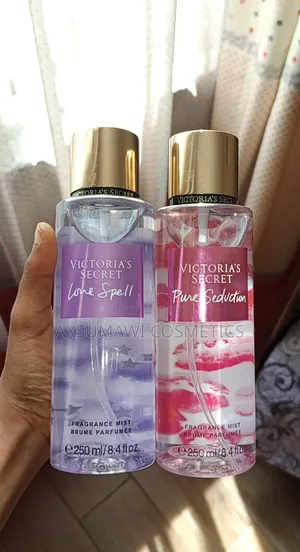 VICTORIA'S SECRET
VICTORIA'S SECRET
VICTORIA'S
SECRET
Love Spell
VICTORIA'S
SECRET
Pure Seduction
AXSUMAWI COSMETICS
FRAGRANCE MIST
BRUME PARFUMÉE
℮250 ml/8.4 fl oz
FRAGRANCE MIST
BRUME PARFUMÉE
℮250 ml/8.4 fl oz